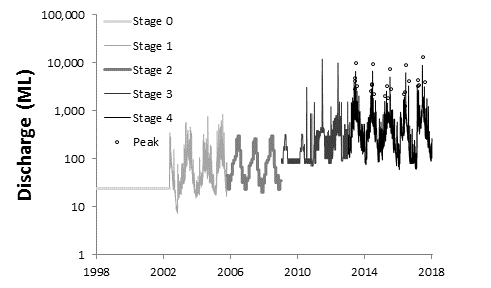 100,000
10,000
1,000
100
10
1
Discharge (ML)
Stage 0
Stage 1
Stage 2
Stage 3
Stage 4
Peak
1998 2002 2006 2010 2014 2018